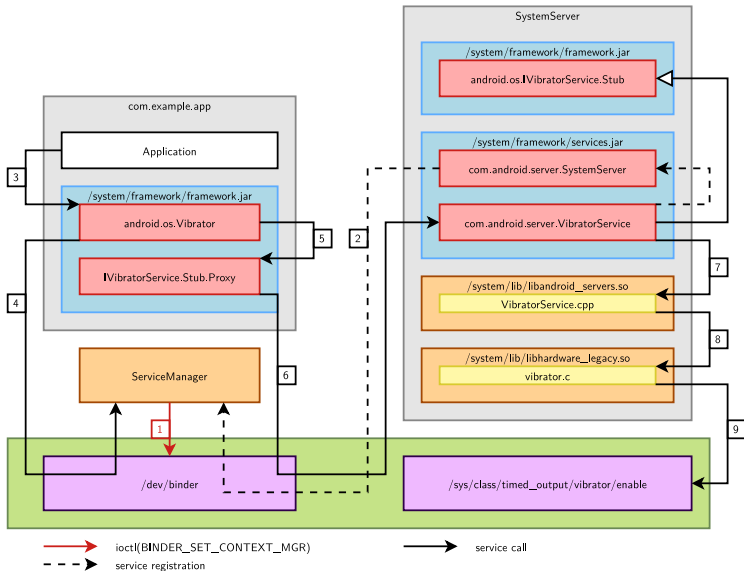 SystemServer
/system/framework/framework.jar
android.os.IVibratorService.Stub
com.example.app
Application
3
/system/framework/services.jar
com.android.server.SystemServer
/system/framework/framework.jar
android.os.Vibrator
5
2
com.android.server.VibratorService
IVibratorService.Stub.Proxy
7
4
/system/lib/libandroid_servers.so
VibratorService.cpp
8
ServiceManager
6
/system/lib/libhardware_legacy.so
vibrator.c
1
9
/dev/binder
/sys/class/timed_output/vibrator/enable
ioctl(BINDER_SET_CONTEXT_MGR)
service call
service registration